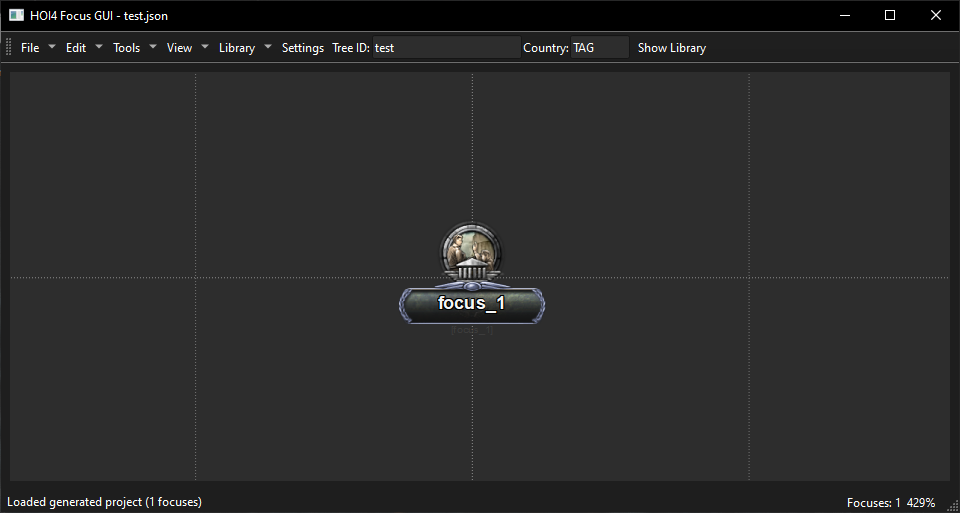 HOI4 Focus GUI - test.json
File Edit Tools View Library Settings Tree ID: test Country: TAG Show Library
focus_1
[focus_1]
Loaded generated project (1 focuses) Focuses: 1 429%